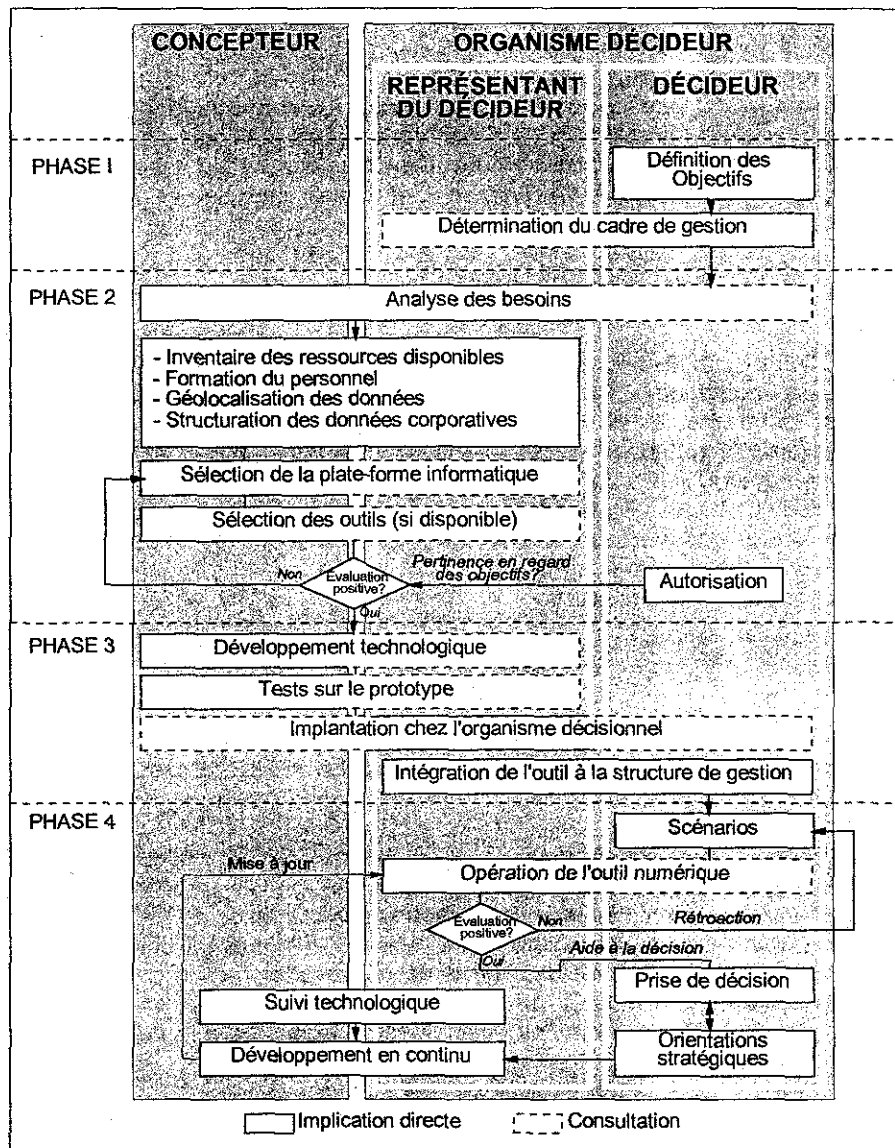 CONCEPTEUR
ORGANISME DÉCIDEUR
REPRÉSENTANT
DU DÉCIDEUR
DÉCIDEUR
PHASE I
Définition des
Objectifs
Détermination du cadre de gestion
PHASE 2
Analyse des besoins
- Inventaire des ressources disponibles
- Formation du personnel
- Géolocalisation des données
- Structuration des données corporatives
Sélection de la plate-forme informatique
Sélection des outils (si disponible)
Non
Evaluation
positive?
Pertinence en regard
des objectifs?
Autorisation
Oui
PHASE 3
Développement technologique
Tests sur le prototype
Implantation chez l'organisme décisionnel
Intégration de l'outil à la structure de gestion
PHASE 4
Scénarios
Mise à jour
Opération de l'outil numérique
Evaluation
positive?
Non
Rétroaction
Oui
Aide à la décision
Prise de décision
Suivi technologique
Orientations
stratégiques
Développement en continu
Implication directe
Consultation